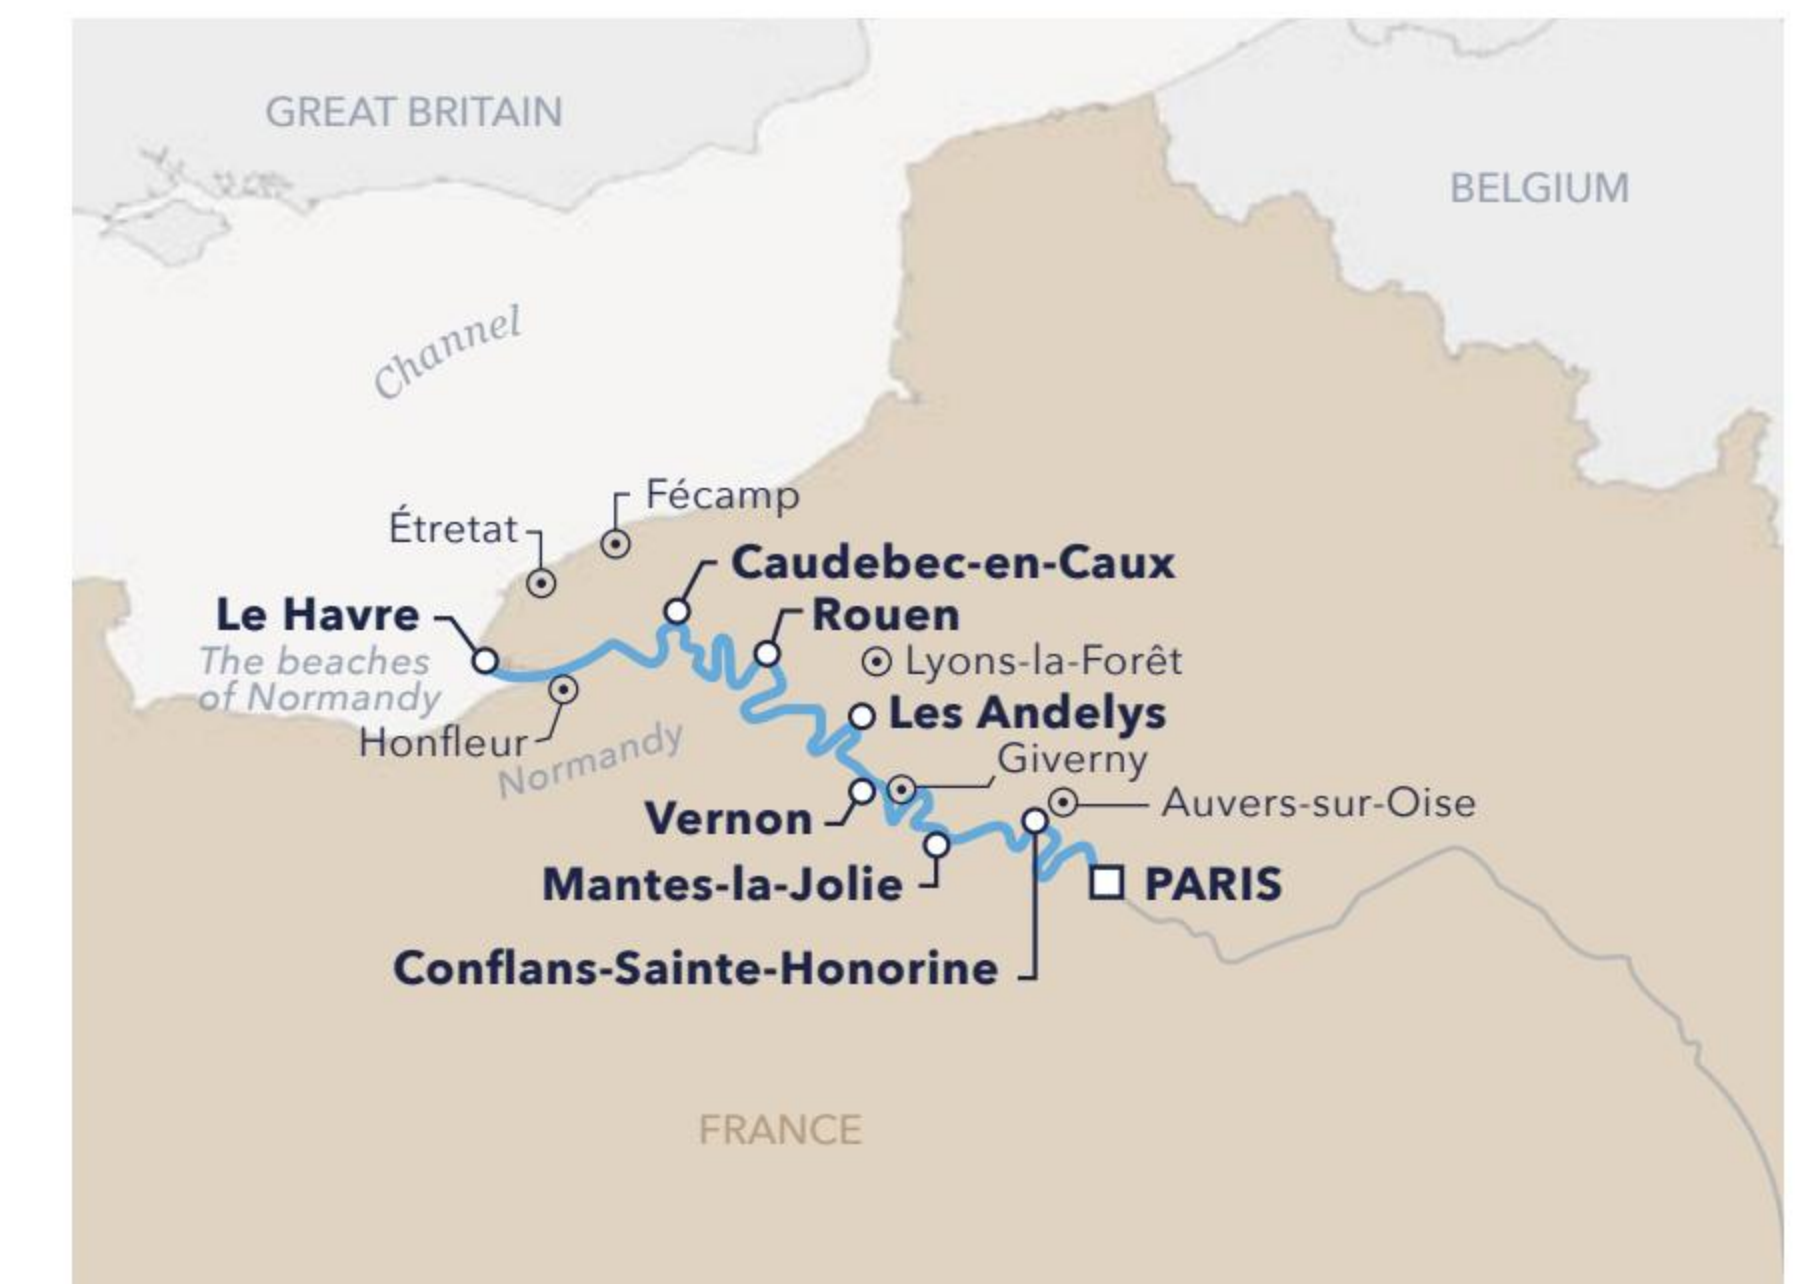 GREAT BRITAIN
BELGIUM
Channel
Fécamp
Étretat
Caudebec-en-Caux
Le Havre
Rouen
The beaches
of Normandy
Lyons-la-Forêt
Les Andelys
Honfleur
Normandy
Giverny
Auvers-sur-Oise
Vernon
Mantes-la-Jolie
PARIS
Conflans-Sainte-Honorine
FRANCE